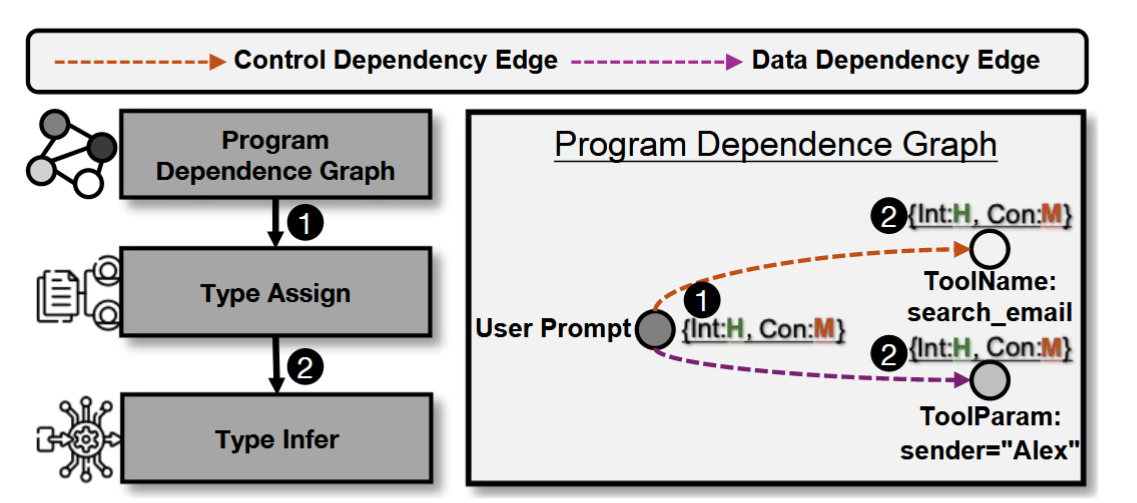 Control Dependency Edge
Data Dependency Edge
Program
Dependence Graph
1
Type Assign
2
Type Infer
Program Dependence Graph
2 {Int:H, Con:M}
ToolName:
search_email
1
User Prompt {Int:H, Con:M}
2 {Int:H, Con:M}
ToolParam:
sender="Alex"